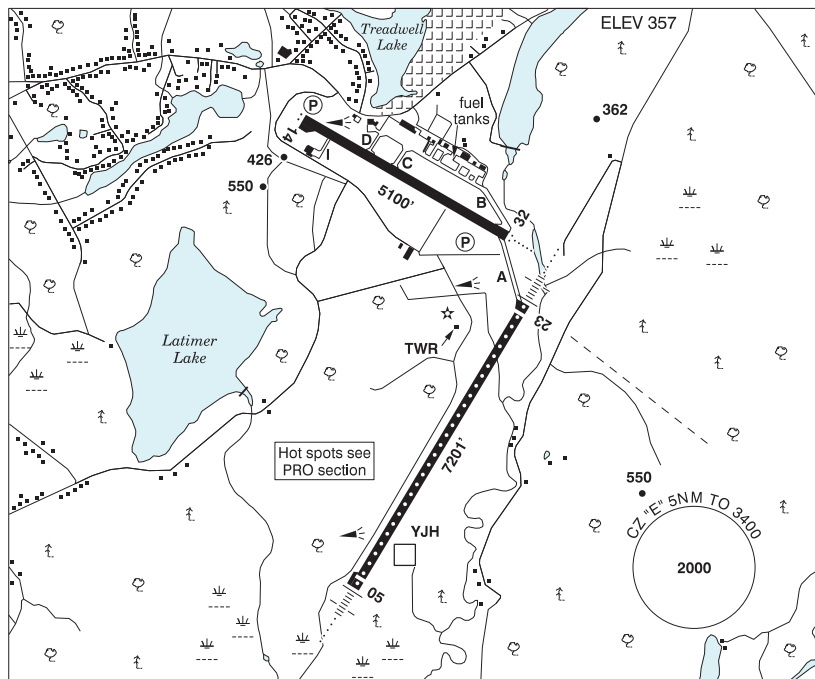 ELEV 357
Treadwell
Lake
fuel
tanks
362
P
14
D
I
C
426
550
5100'
B
32
P
A
23
TWR
Latimer
Lake
Hot spots see
PRO section
7201'
550
YJH
CZ "E" 5NM TO 3400
2000
05